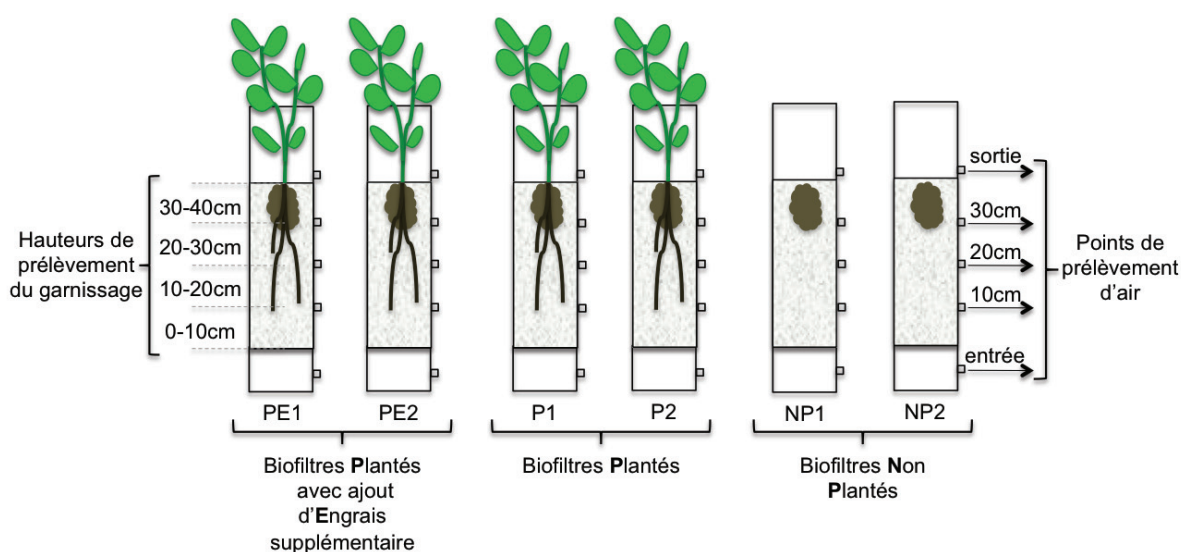 Hauteurs de
prélèvement
du garnissage
30-40cm
20-30cm
10-20cm
0-10cm
sortie
30cm
20cm
10cm
entrée
Points de
prélèvement
d’air
PE1
PE2
P1
P2
NP1
NP2
Biofiltres Plantés
avec ajout
d’Engrais
supplémentaire
Biofiltres Plantés
Biofiltres Non
Plantés